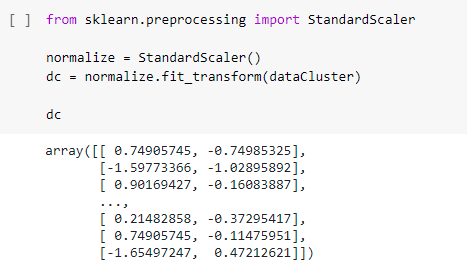 [ ] from sklearn.preprocessing import StandardScaler
normalize = StandardScaler()
dc = normalize.fit_transform(dataCluster)
dc
array([[ 0.74905745, -0.74985325],
[-1.59773366, -1.02895892],
[ 0.90169427, -0.16083887],
...,
[ 0.21482858, -0.37295417],
[ 0.74905745, -0.11475951],
[-1.65497247, 0.47212621]])